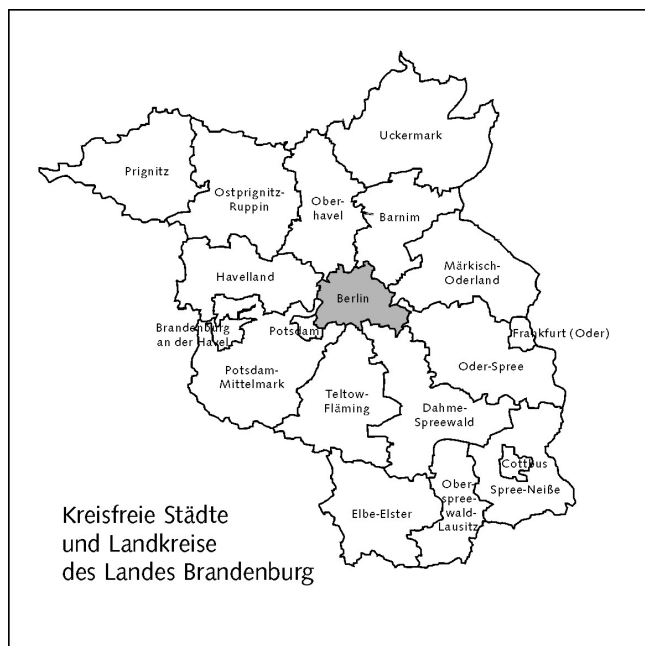 Uckermark
Prignitz
Ostprignitz-
Ruppin
Ober-
havel
Barnim
Havelland
Märkisch-
Oderland
Berlin
Brandenburg
an der Havel
Potsdam
Frankfurt (Oder)
Potsdam-
Mittelmark
Oder-Spree
Teltow-
Fläming
Dahme-
Spreewald
Cottbus
Spree-Neiße
Elbe-Elster
Ober-
spree-
wald-
Lausitz
Kreisfreie Städte
und Landkreise
des Landes Brandenburg